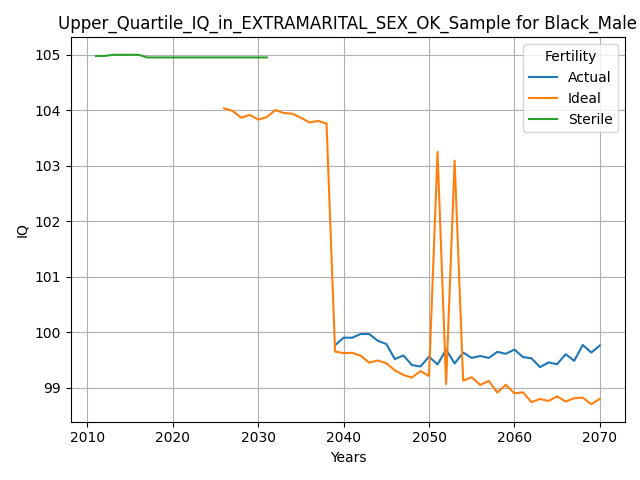 Upper_Quartile_IQ_in_EXTRAMARITAL_SEX_OK_Sample for Black_Male
Fertility
Actual
Ideal
Sterile
105
104
103
102
101
100
99
IQ
2010 2020 2030 2040 2050 2060 2070
Years